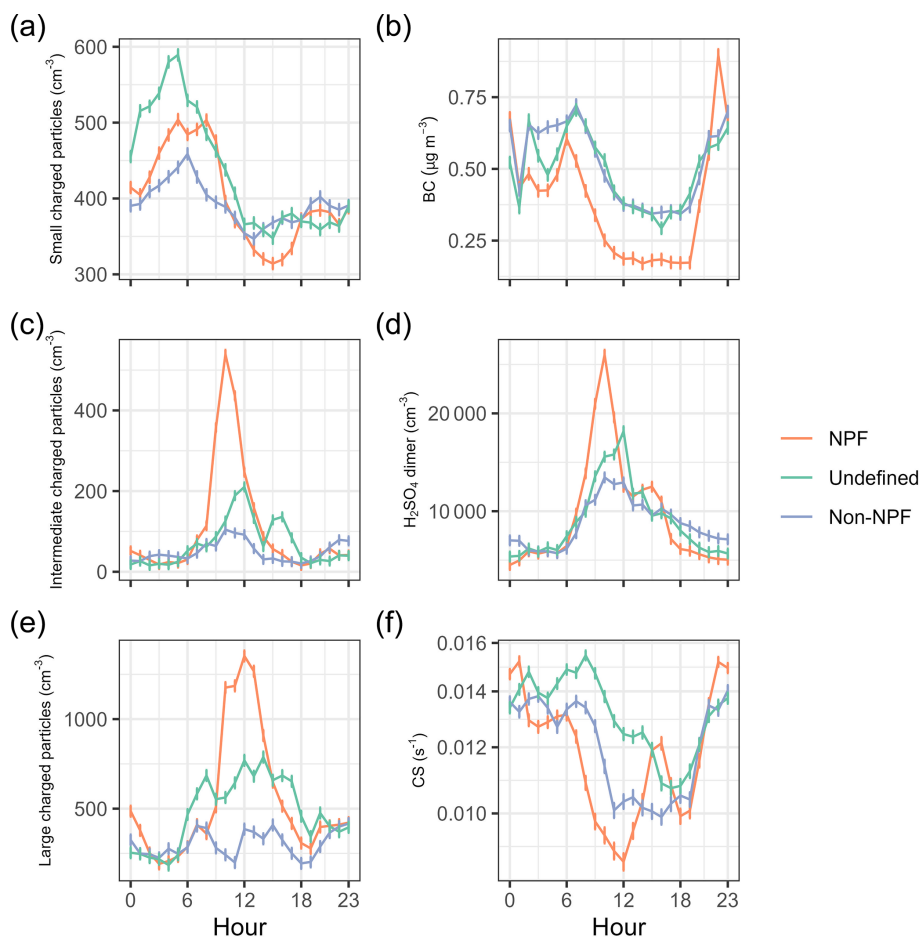 (a)
Small charged particles (cm⁻³)
600
500
400
300
(b)
BC (µg m⁻³)
0.75
0.50
0.25
(c)
Intermediate charged particles (cm⁻³)
400
200
0
(d)
H₂SO₄ dimer (cm⁻³)
20 000
10 000
NPF
Undefined
Non-NPF
(e)
Large charged particles (cm⁻³)
1000
500
0 6 12 18 23
Hour
(f)
CS (s⁻¹)
0.016
0.014
0.012
0.010
0 6 12 18 23
Hour